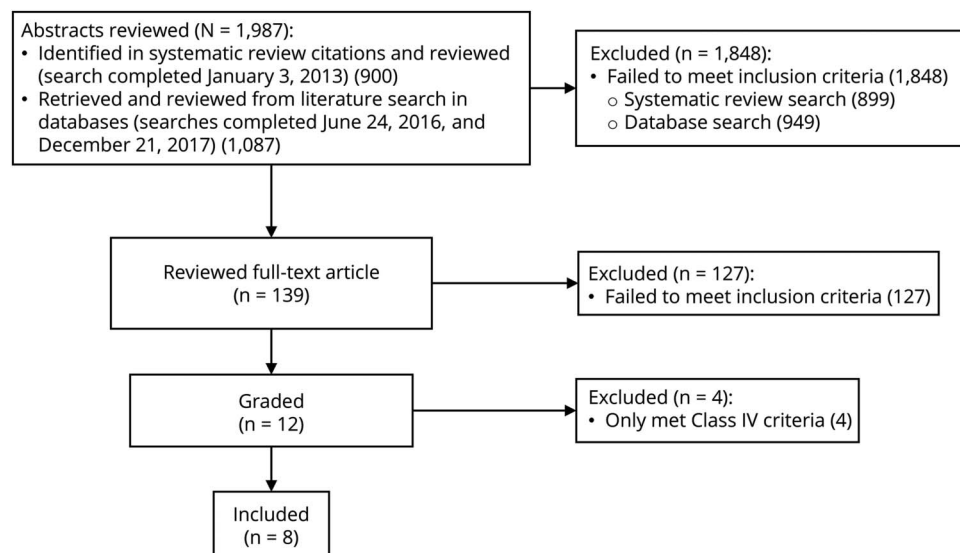 Abstracts reviewed (N = 1,987):
• Identified in systematic review citations and reviewed
(search completed January 3, 2013) (900)
• Retrieved and reviewed from literature search in
databases (searches completed June 24, 2016, and
December 21, 2017) (1,087)
Excluded (n = 1,848):
• Failed to meet inclusion criteria (1,848)
o Systematic review search (899)
o Database search (949)
Reviewed full-text article
(n = 139)
Excluded (n = 127):
• Failed to meet inclusion criteria (127)
Graded
(n = 12)
Excluded (n = 4):
• Only met Class IV criteria (4)
Included
(n = 8)